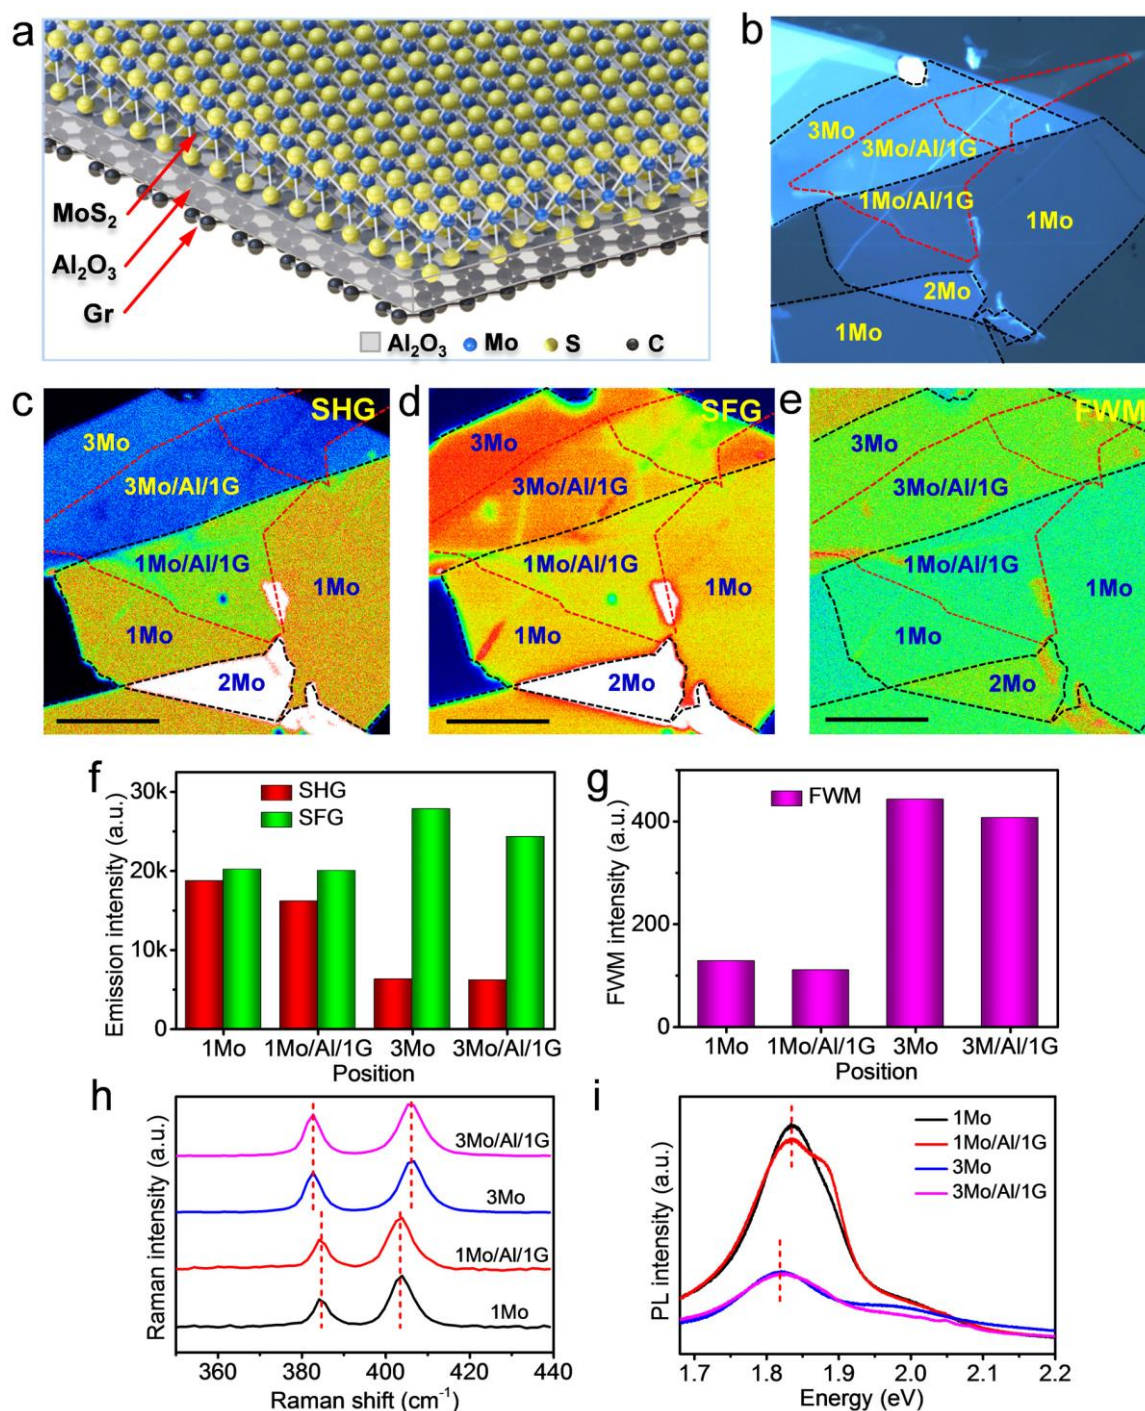 a
MoS₂
Al₂O₃
Gr
Al₂O₃ Mo S C
b
3Mo
3Mo/Al/1G
1Mo/Al/1G
1Mo
2Mo
1Mo
c
SHG
3Mo
3Mo/Al/1G
1Mo/Al/1G
1Mo
1Mo
2Mo
d
SFG
3Mo
3Mo/Al/1G
1Mo/Al/1G
1Mo
1Mo
2Mo
e
FWM
3Mo
3Mo/Al/1G
1Mo/Al/1G
1Mo
1Mo
2Mo
f
SHG
SFG
Emission intensity (a.u.)
30k
20k
10k
0
1Mo 1Mo/Al/1G 3Mo 3Mo/Al/1G
Position
g
FWM
FWM intensity (a.u.)
400
200
0
1Mo 1Mo/Al/1G 3Mo 3M/Al/1G
Position
h
Raman intensity (a.u.)
3Mo/Al/1G
3Mo
1Mo/Al/1G
1Mo
360 380 400 420 440
Raman shift (cm⁻¹)
i
PL intensity (a.u.)
1Mo
1Mo/Al/1G
3Mo
3Mo/Al/1G
1.7 1.8 1.9 2.0 2.1 2.2
Energy (eV)